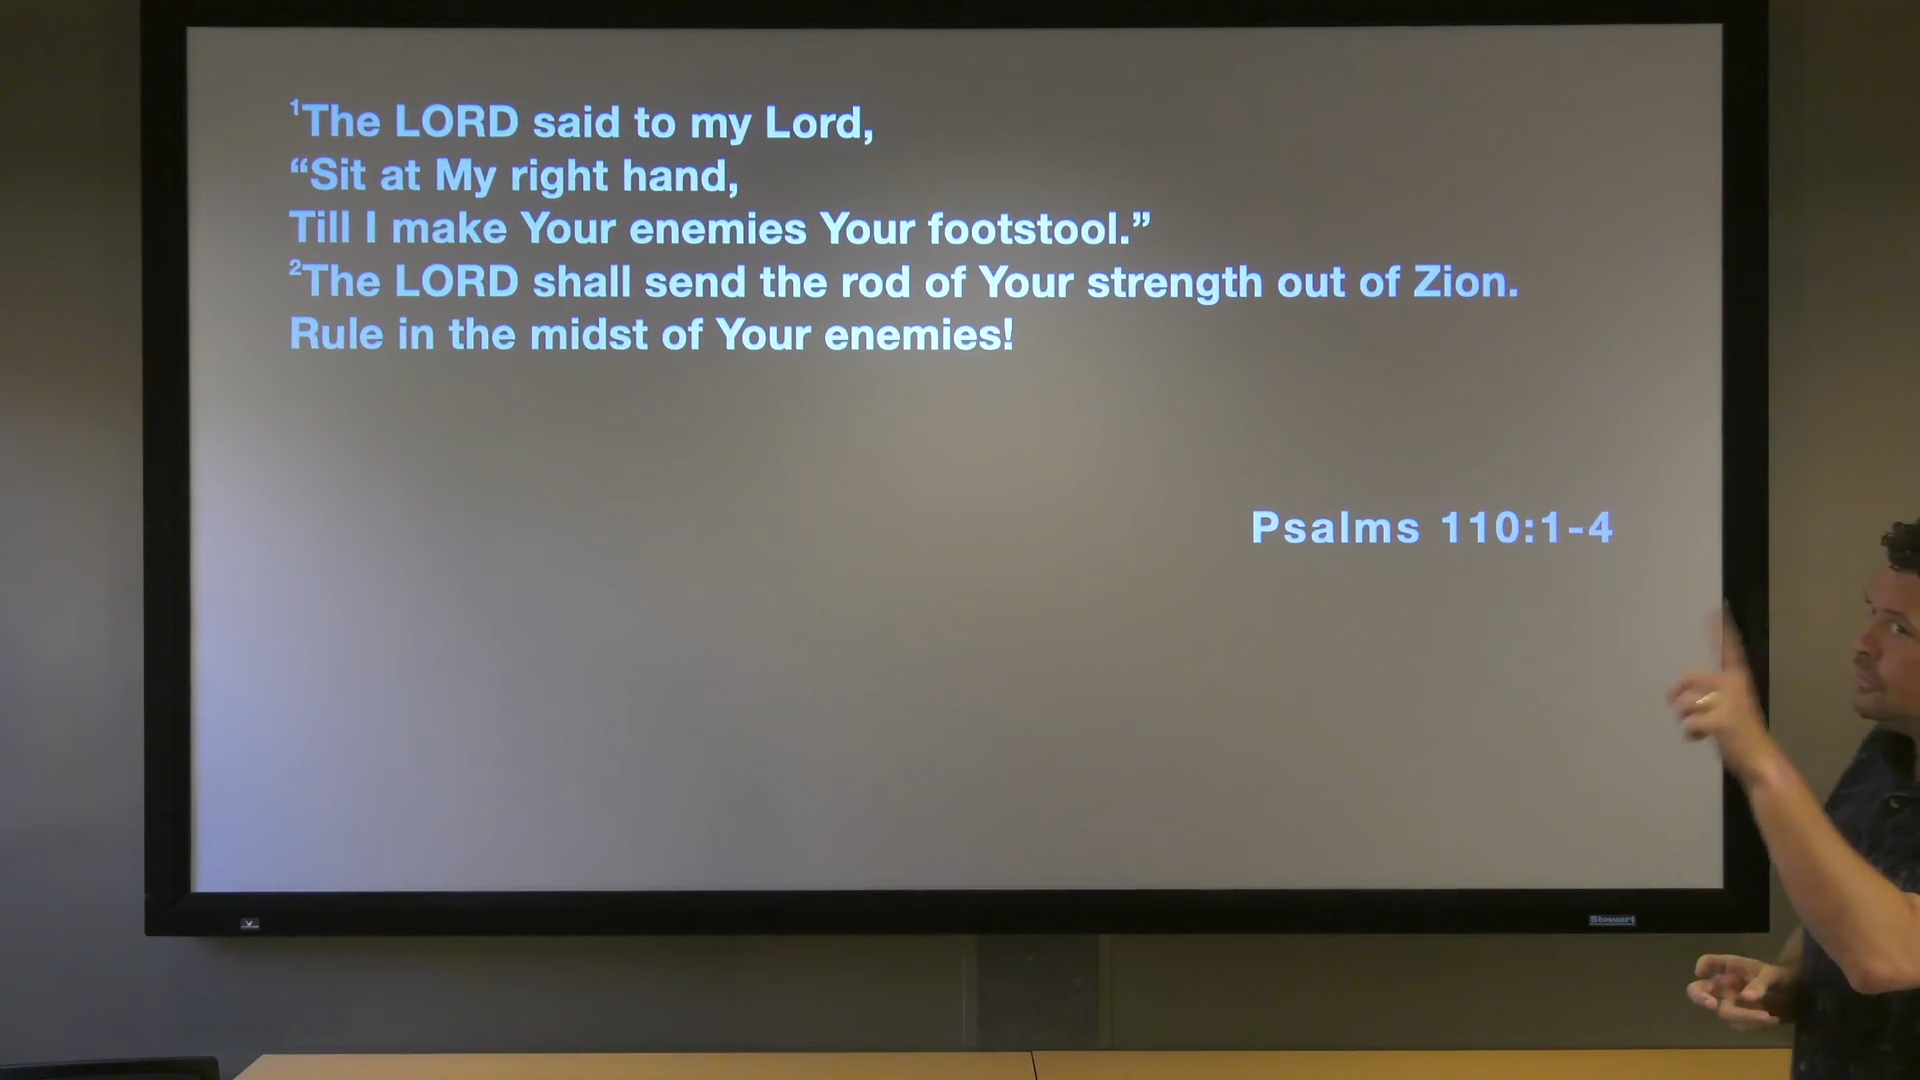 ¹The LORD said to my Lord,
“Sit at My right hand,
Till I make Your enemies Your footstool.”
²The LORD shall send the rod of Your strength out of Zion.
Rule in the midst of Your enemies!
Psalms 110:1-4
Stewart